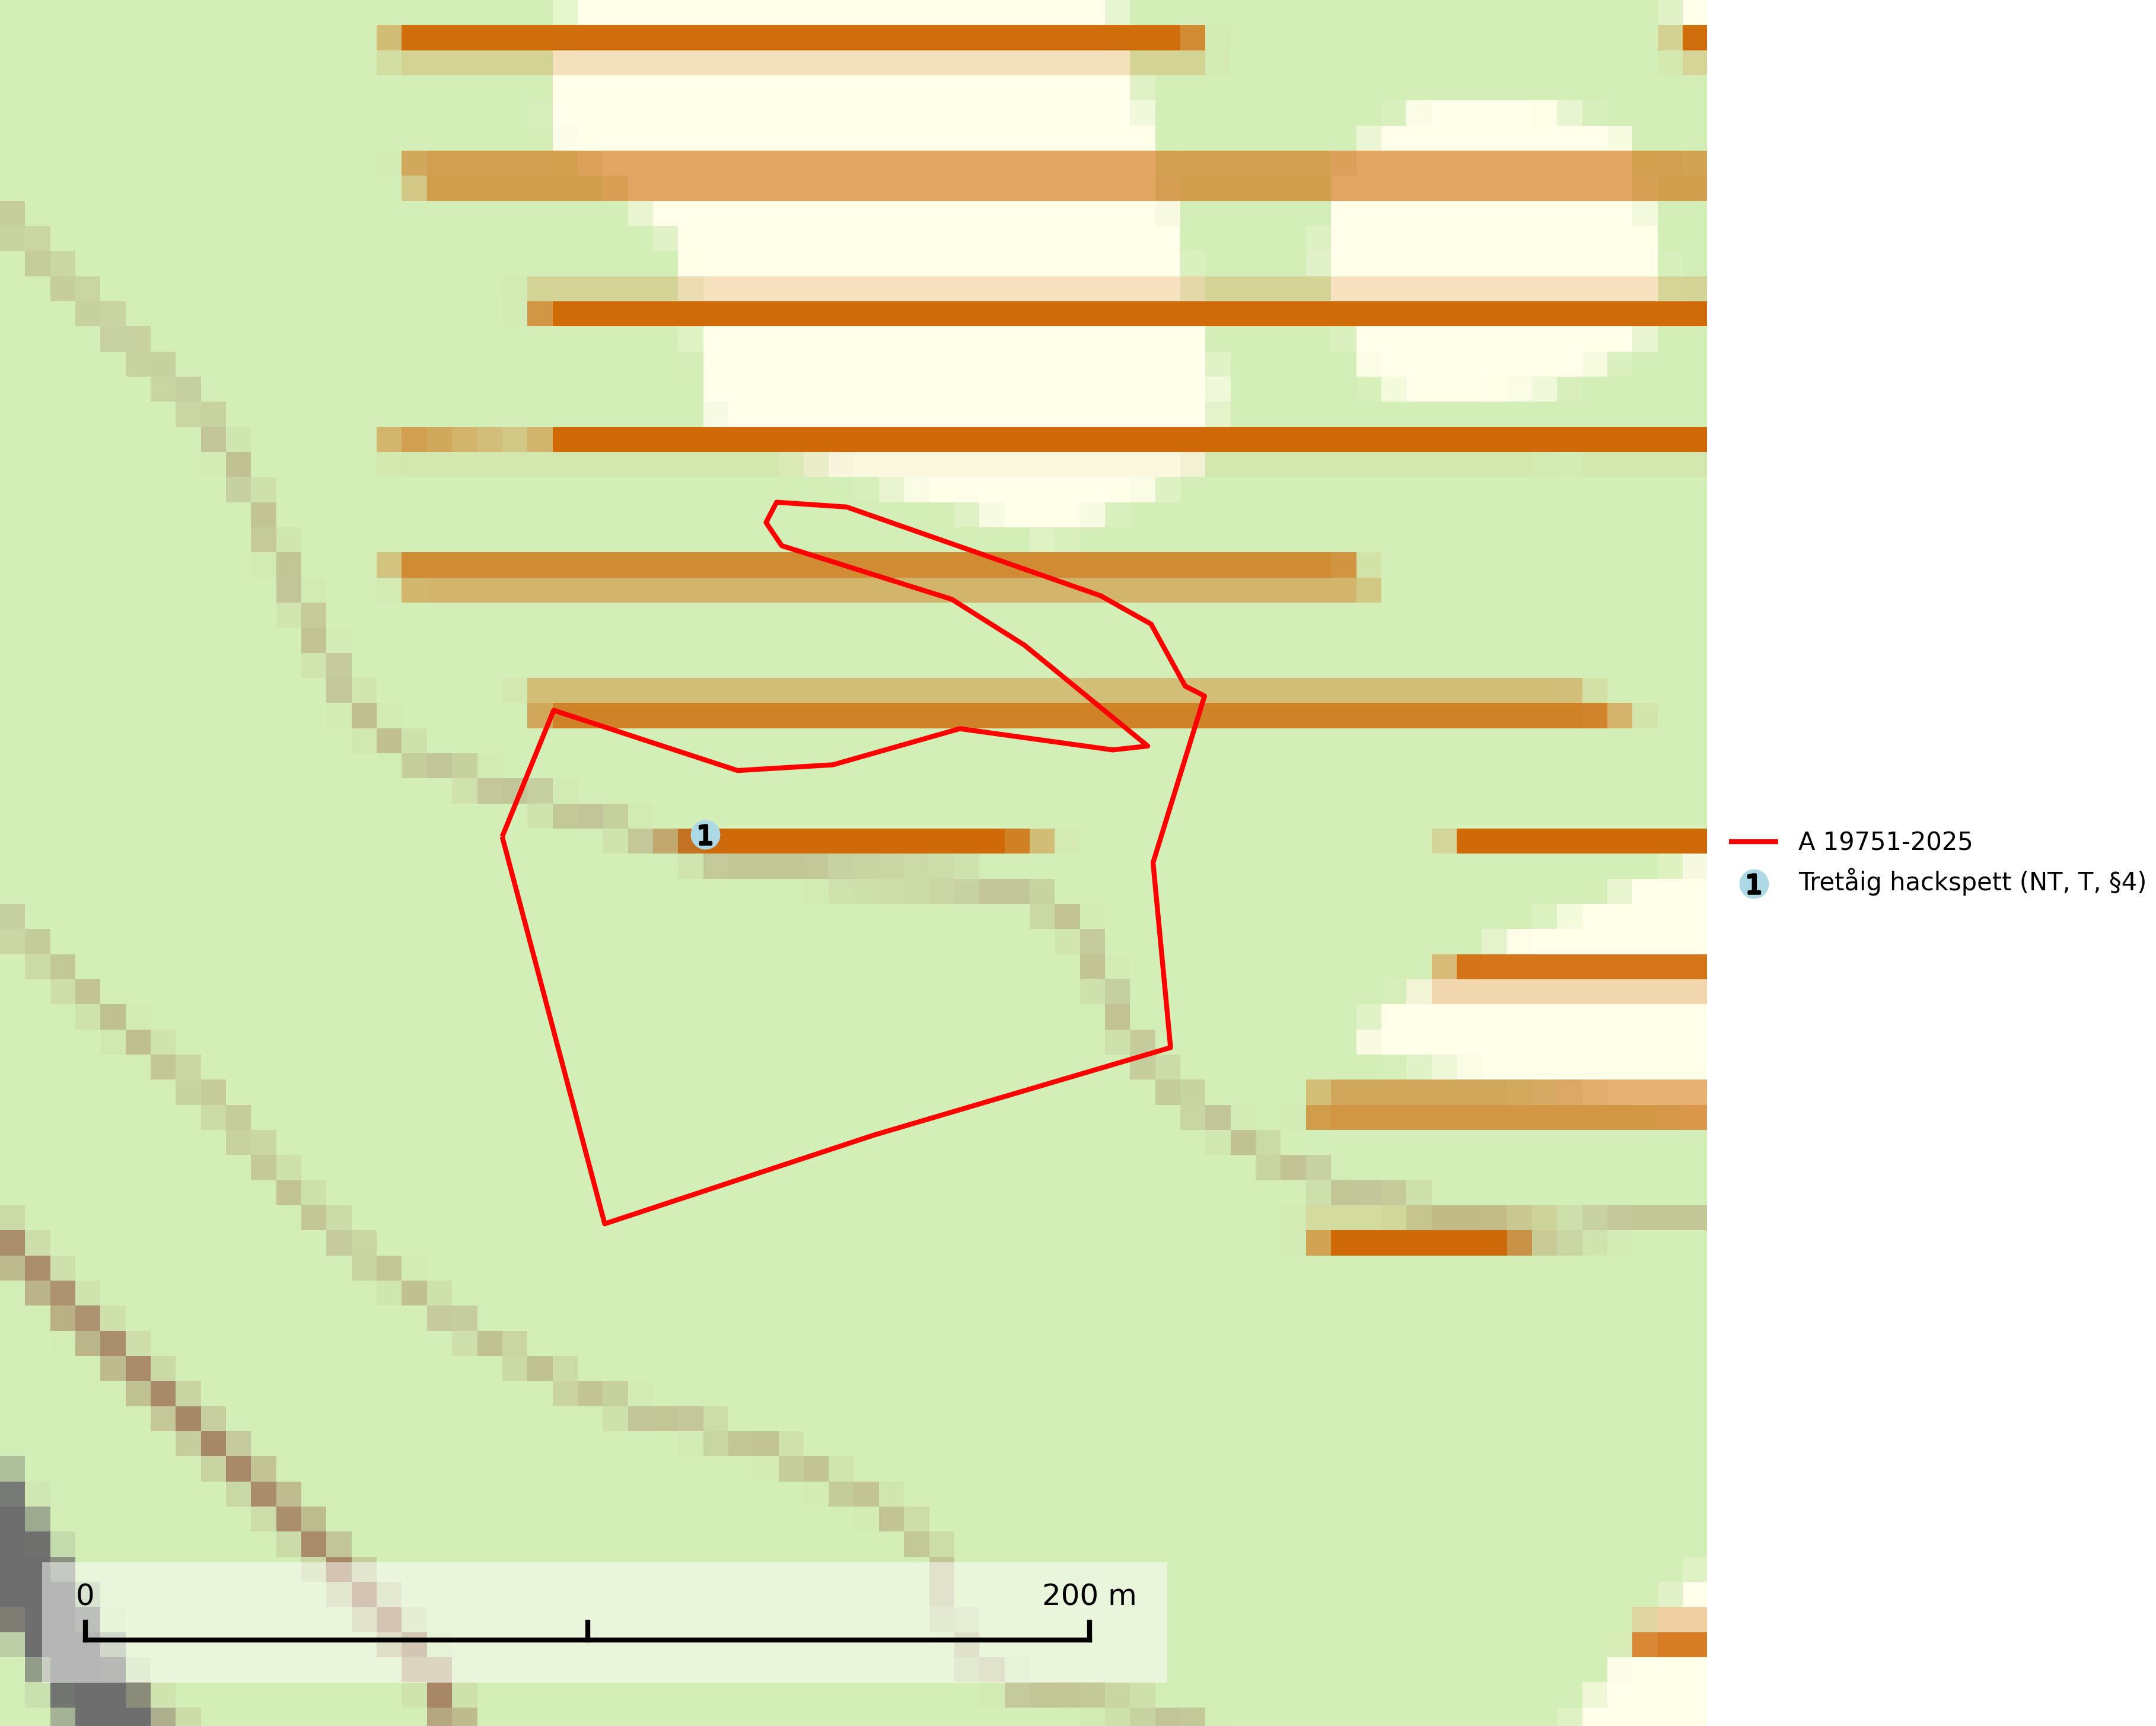 1
A 19751-2025
1 Tretåig hackspett (NT, T, §4)
0 200 m